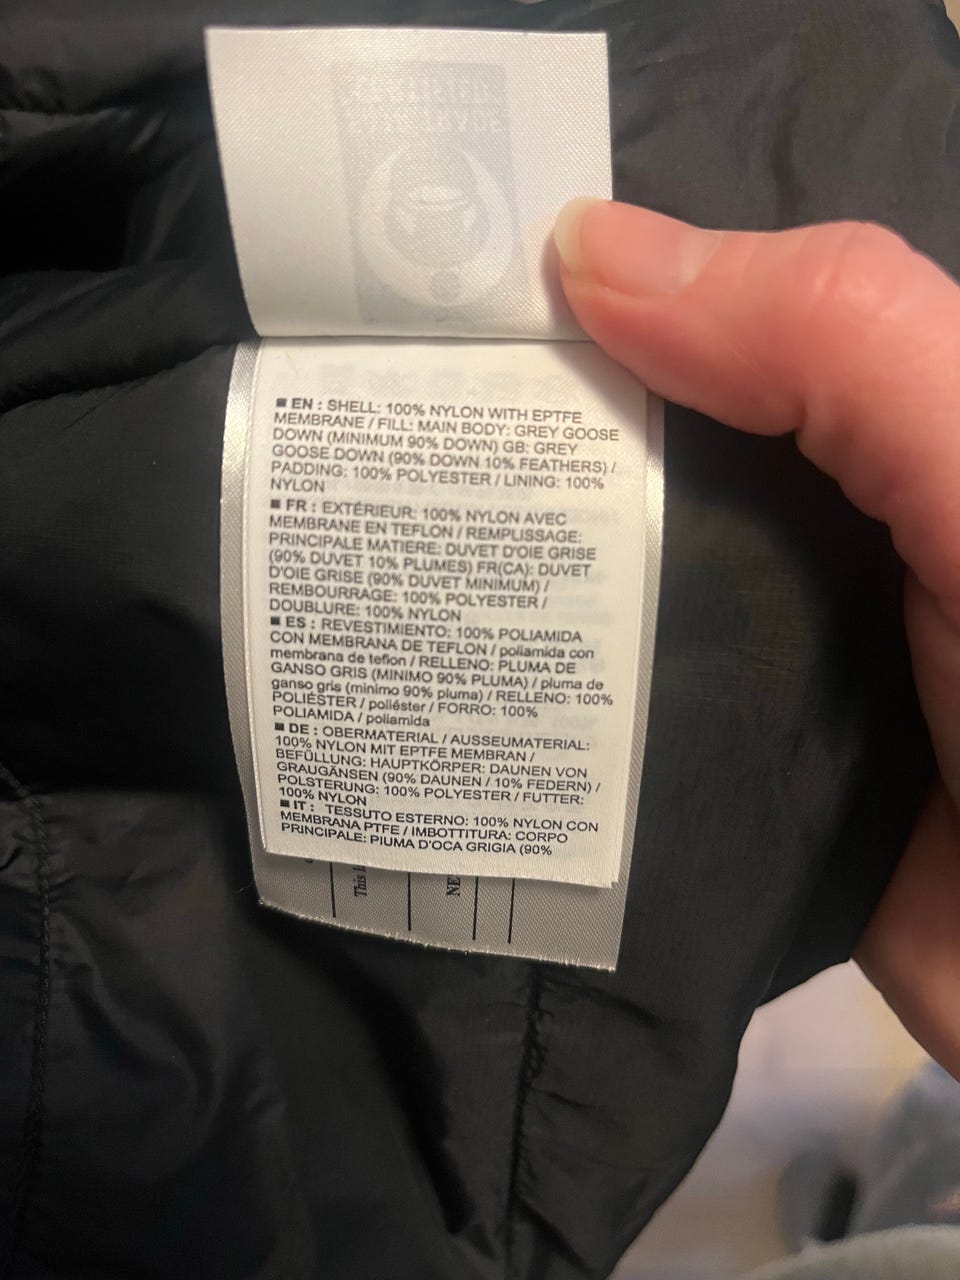 ■ EN : SHELL: 100% NYLON WITH EPTFE
MEMBRANE / FILL: MAIN BODY: GREY GOOSE
DOWN (MINIMUM 90% DOWN) GB: GREY
GOOSE DOWN (90% DOWN 10% FEATHERS) /
PADDING: 100% POLYESTER / LINING: 100%
NYLON
■ FR : EXTÉRIEUR: 100% NYLON AVEC
MEMBRANE EN TEFLON / REMPLISSAGE:
PRINCIPALE MATIERE: DUVET D'OIE GRISE
(90% DUVET 10% PLUMES) FR(CA): DUVET
D'OIE GRISE (90% DUVET MINIMUM) /
REMBOURRAGE: 100% POLYESTER /
DOUBLURE: 100% NYLON
■ ES : REVESTIMIENTO: 100% POLIAMIDA
CON MEMBRANA DE TEFLON / poliamida con
membrana de teflon / RELLENO: PLUMA DE
GANSO GRIS (MINIMO 90% PLUMA) / pluma de
ganso gris (minimo 90% pluma) / RELLENO: 100%
POLIÉSTER / poliéster / FORRO: 100%
POLIAMIDA / poliamida
■ DE : OBERMATERIAL / AUSSEUMATERIAL:
100% NYLON MIT EPTFE MEMBRAN /
BEFÜLLUNG: HAUPTKÖRPER: DAUNEN VON
GRAUGÄNSEN (90% DAUNEN / 10% FEDERN) /
POLSTERUNG: 100% POLYESTER / FUTTER:
100% NYLON
■ IT : TESSUTO ESTERNO: 100% NYLON CON
MEMBRANA PTFE / IMBOTTITURA: CORPO
PRINCIPALE: PIUMA D'OCA GRIGIA (90%
This
NE